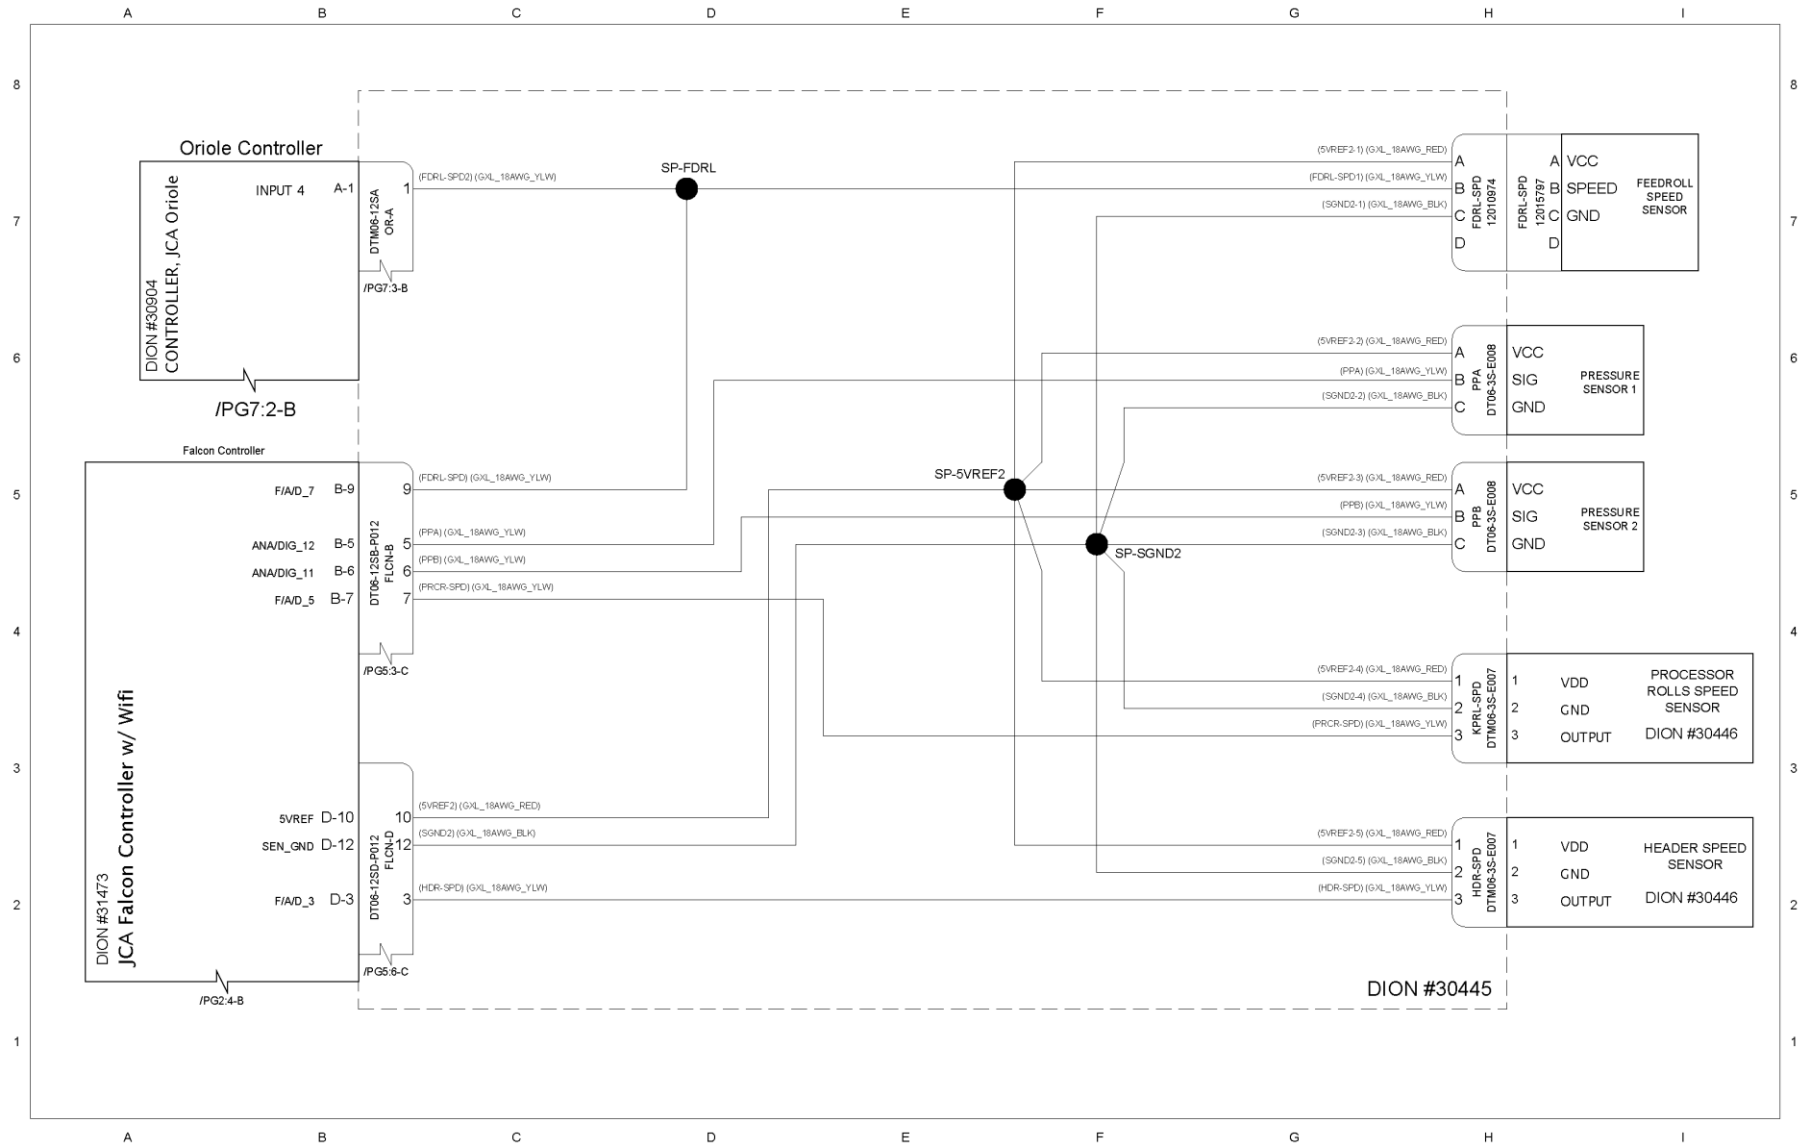 A B C D E F G H I
8 8
7 7
6 6
5 5
4 4
3 3
2 2
1 1
Oriole Controller
DION #30904
CONTROLLER, JCA Oriole
INPUT 4 A-1
1
DTM06-12SA
OR-A
/PG7:3-B
/PG7:2-B
(FDRL-SPD2) (GXL_18AWG_YLW)
SP-FDRL
(5VREF2-1) (GXL_18AWG_RED)
(FDRL-SPD1) (GXL_18AWG_YLW)
(SGND2-1) (GXL_18AWG_BLK)
A
B
C
D
FDRL-SPD
12010974
FDRL-SPD
12015797
A VCC
B SPEED
C GND
D
FEEDROLL
SPEED
SENSOR
(5VREF2-2) (GXL_18AWG_RED)
(PPA) (GXL_18AWG_YLW)
(SGND2-2) (GXL_18AWG_BLK)
A
B
C
PPA
DT06-3S-E008
VCC
SIG
GND
PRESSURE
SENSOR 1
Falcon Controller
DION #31473
JCA Falcon Controller w/ Wifi
F/A/D_7 B-9
ANA/DIG_12 B-5
ANA/DIG_11 B-6
F/A/D_5 B-7
9
5
6
7
DT06-12SB-P012
FLCN-B
/PG5:3-C
(FDRL-SPD) (GXL_18AWG_YLW)
(PPA) (GXL_18AWG_YLW)
(PPB) (GXL_18AWG_YLW)
(PRCR-SPD) (GXL_18AWG_YLW)
SP-5VREF2
SP-SGND2
(5VREF2-3) (GXL_18AWG_RED)
(PPB) (GXL_18AWG_YLW)
(SGND2-3) (GXL_18AWG_BLK)
A
B
C
PPB
DT06-3S-E008
VCC
SIG
GND
PRESSURE
SENSOR 2
(5VREF2-4) (GXL_18AWG_RED)
(SGND2-4) (GXL_18AWG_BLK)
(PRCR-SPD) (GXL_18AWG_YLW)
1
2
3
KPRL-SPD
DTM06-3S-E007
1 VDD
2 GND
3 OUTPUT
PROCESSOR
ROLLS SPEED
SENSOR
DION #30446
5VREF D-10
SEN_GND D-12
F/A/D_3 D-3
10
12
3
DT06-12SD-P012
FLCN-D
/PG5:6-C
/PG2:4-B
(5VREF2) (GXL_18AWG_RED)
(SGND2) (GXL_18AWG_BLK)
(HDR-SPD) (GXL_18AWG_YLW)
(5VREF2-5) (GXL_18AWG_RED)
(SGND2-5) (GXL_18AWG_BLK)
(HDR-SPD) (GXL_18AWG_YLW)
1
2
3
HDR-SPD
DTM06-3S-E007
1 VDD
2 GND
3 OUTPUT
HEADER SPEED
SENSOR
DION #30446
DION #30445
A B C D E F G H I